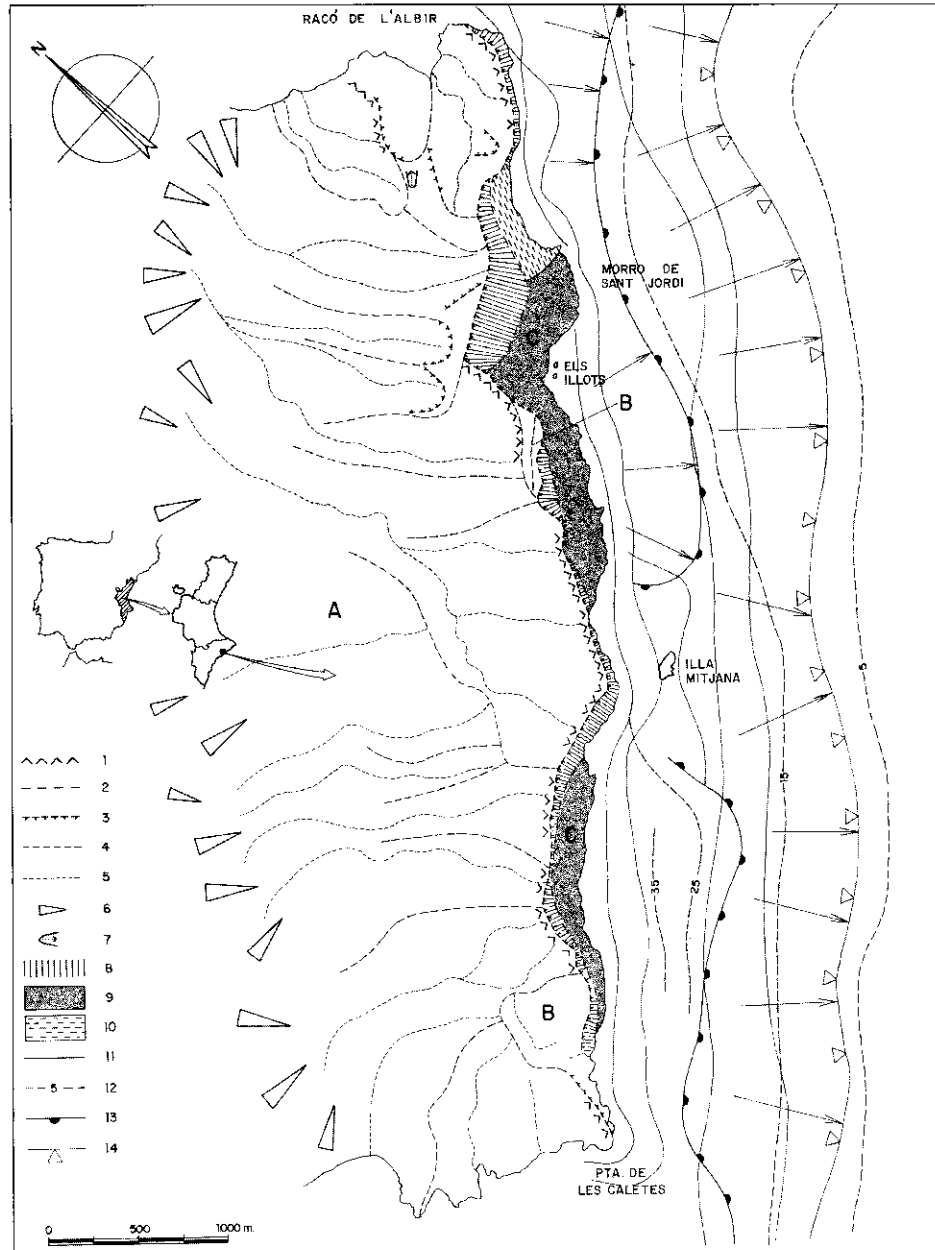 RACÓ DE L'ALBIR
N
MORRO DE
SANT JORDI
C
ELS
ILLOTS
B
A
ILLA
MITJANA
5
15
C
35
25
B
1
2
3
4
5
6
7
8
9
10
11
5 12
13
14
PTA. DE
LES CALETES
0 500 1000 m.